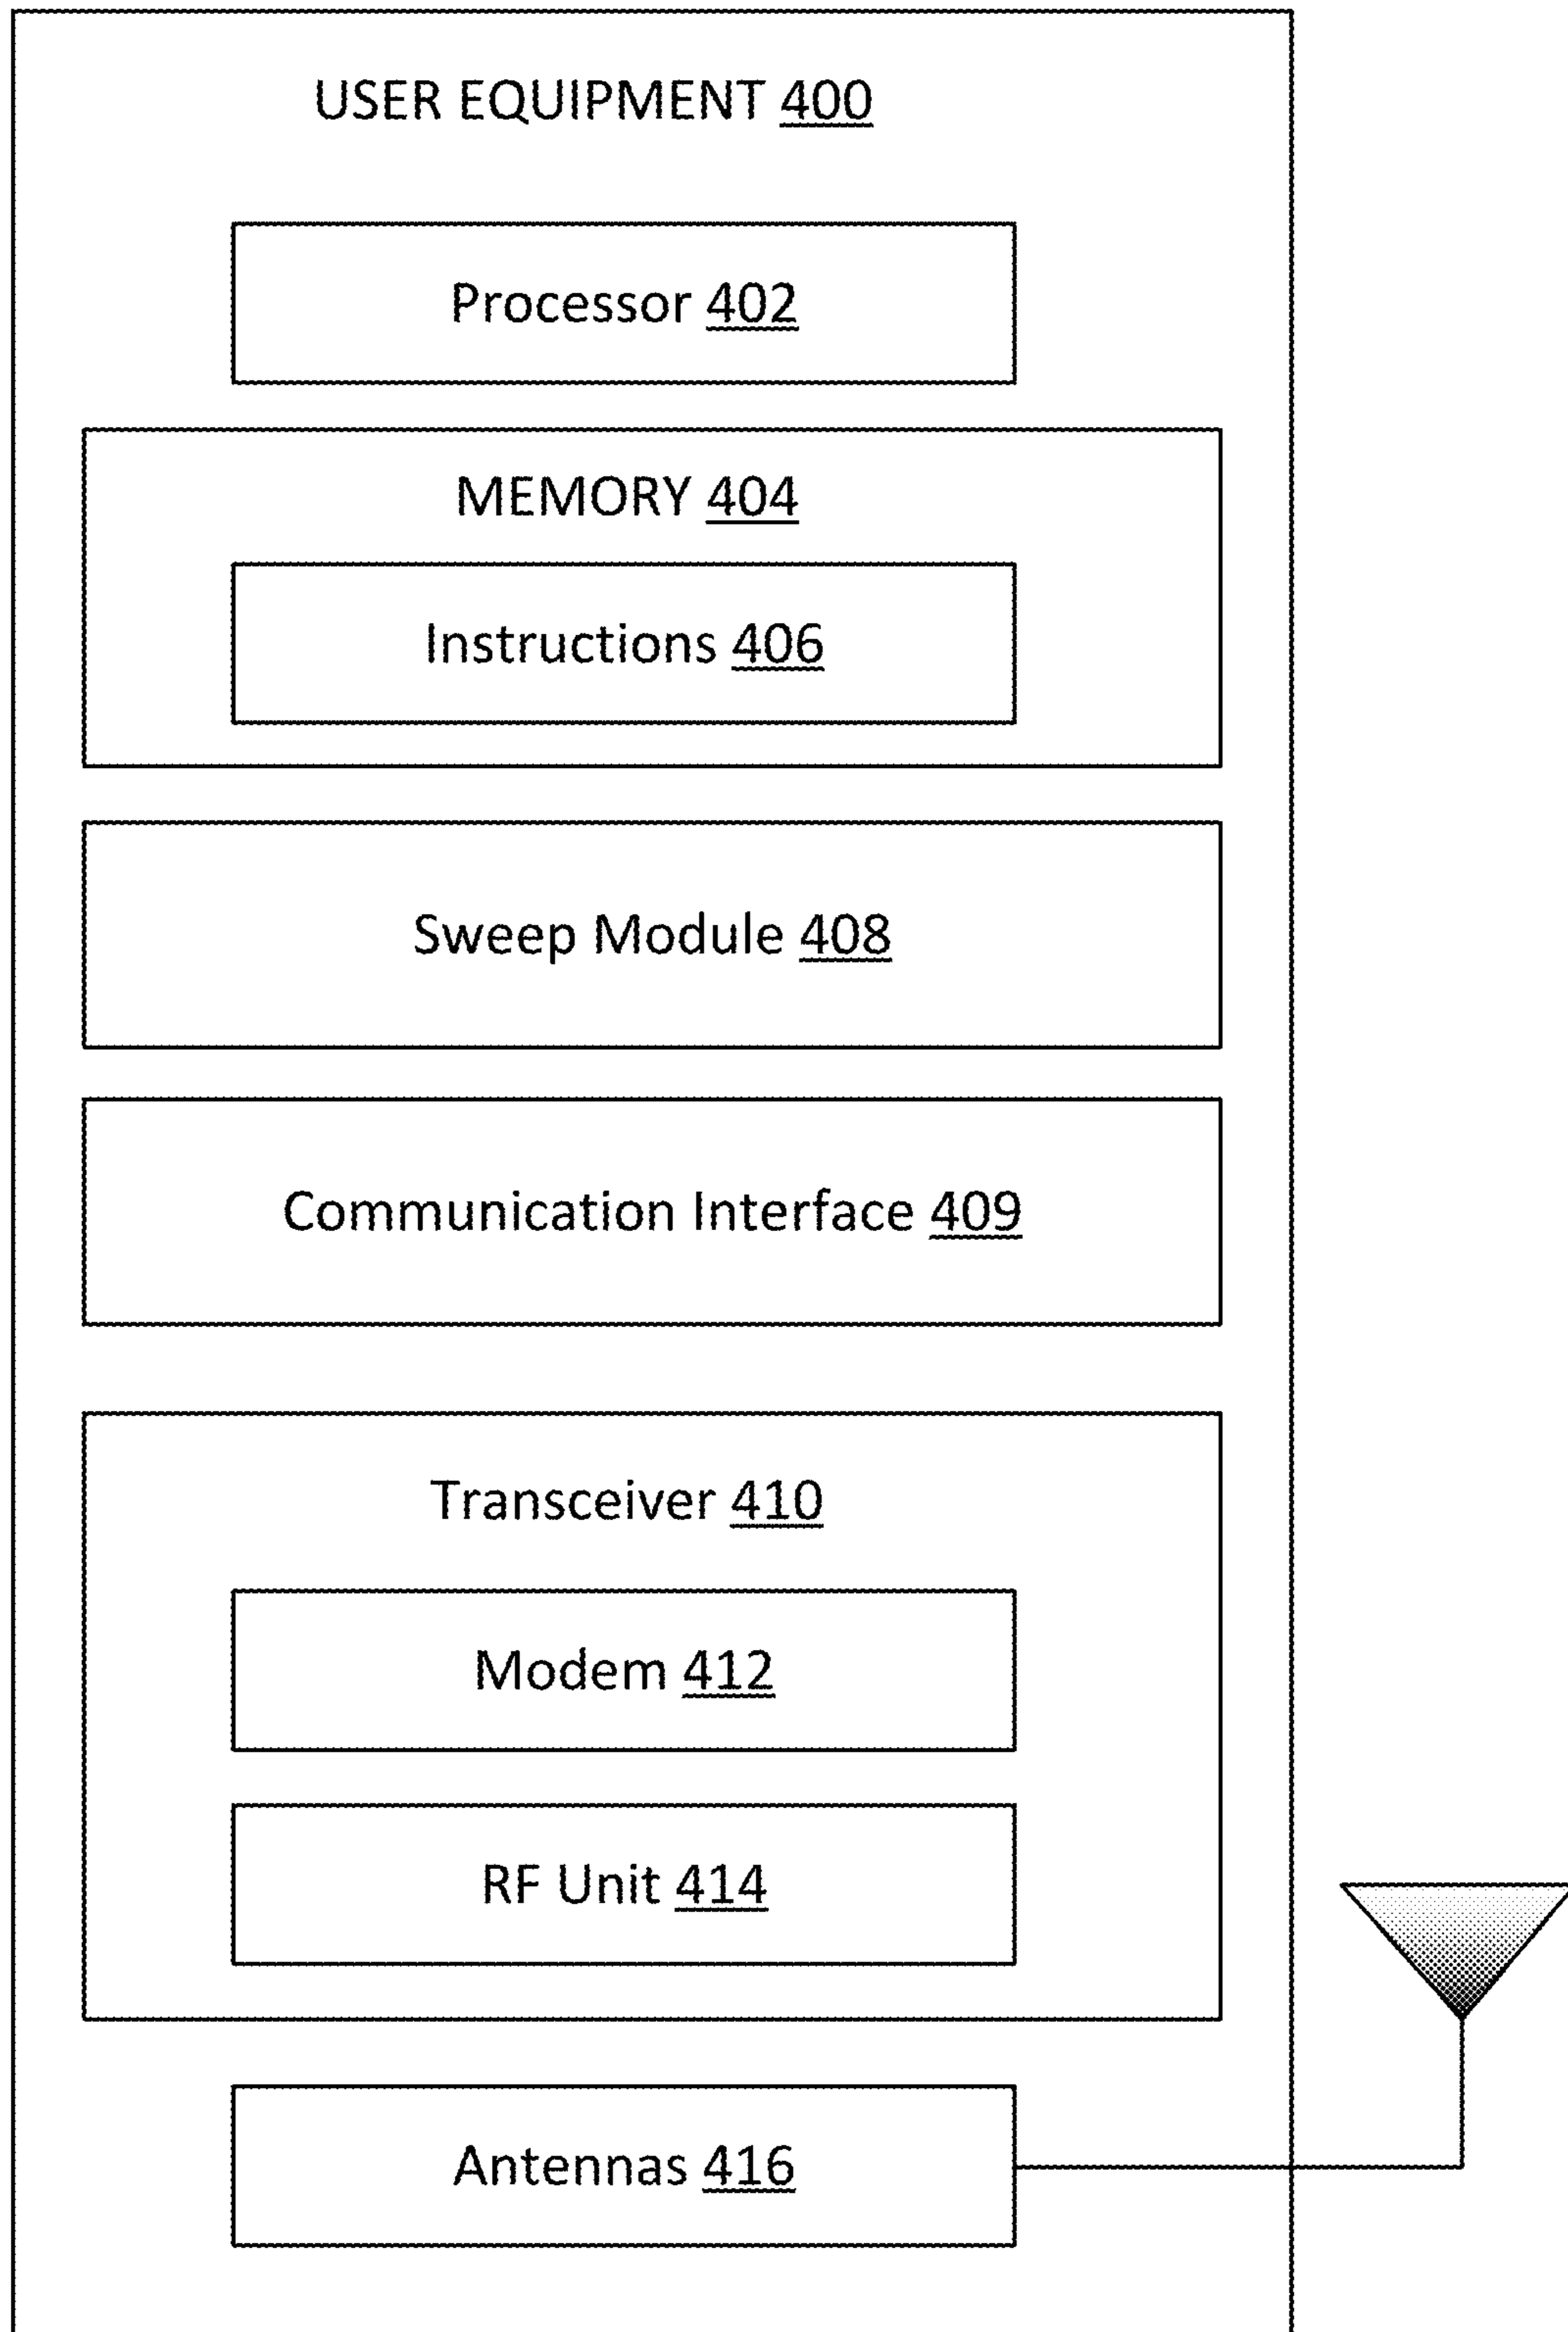 USER EQUIPMENT 400
Processor 402
MEMORY 404
Instructions 406
Sweep Module 408
Communication Interface 409
Transceiver 410
Modem 412
RF Unit 414
Antennas 416